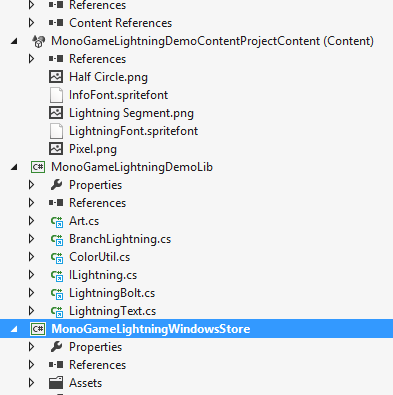 References
Content References
MonoGameLightningDemoContentProjectContent (Content)
References
Half Circle.png
InfoFont.spritefont
Lightning Segment.png
LightningFont.spritefont
Pixel.png
C# MonoGameLightningDemoLib
Properties
References
C# Art.cs
C# BranchLightning.cs
C# ColorUtil.cs
C# ILightning.cs
C# LightningBolt.cs
C# LightningText.cs
C# MonoGameLightningWindowsStore
Properties
References
Assets